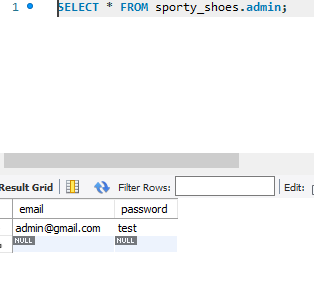 1 SELECT * FROM sporty_shoes.admin;
Result Grid Filter Rows: Edit:
email password
admin@gmail.com test
NULL NULL